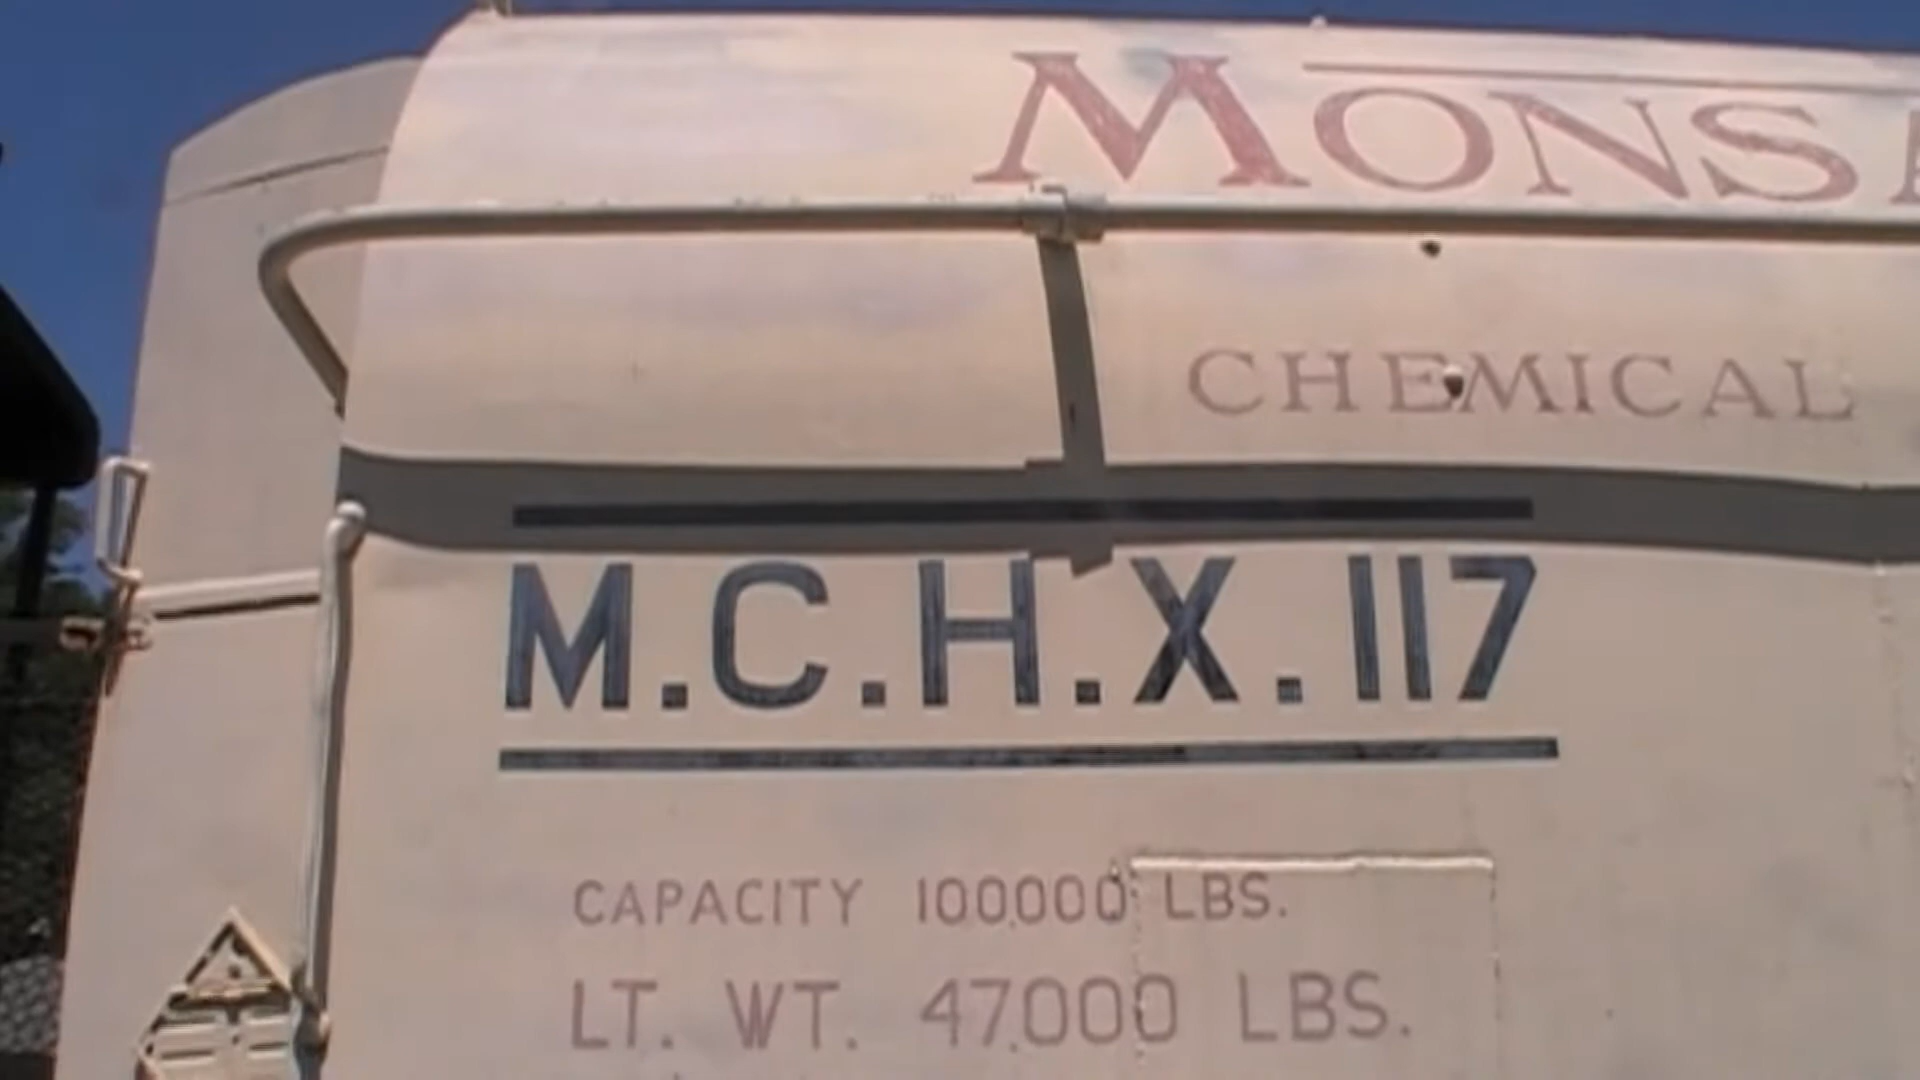 MONS
CHEMICAL
M.C.H.X.117
CAPACITY 100,000 LBS.
LT. WT. 47,000 LBS.